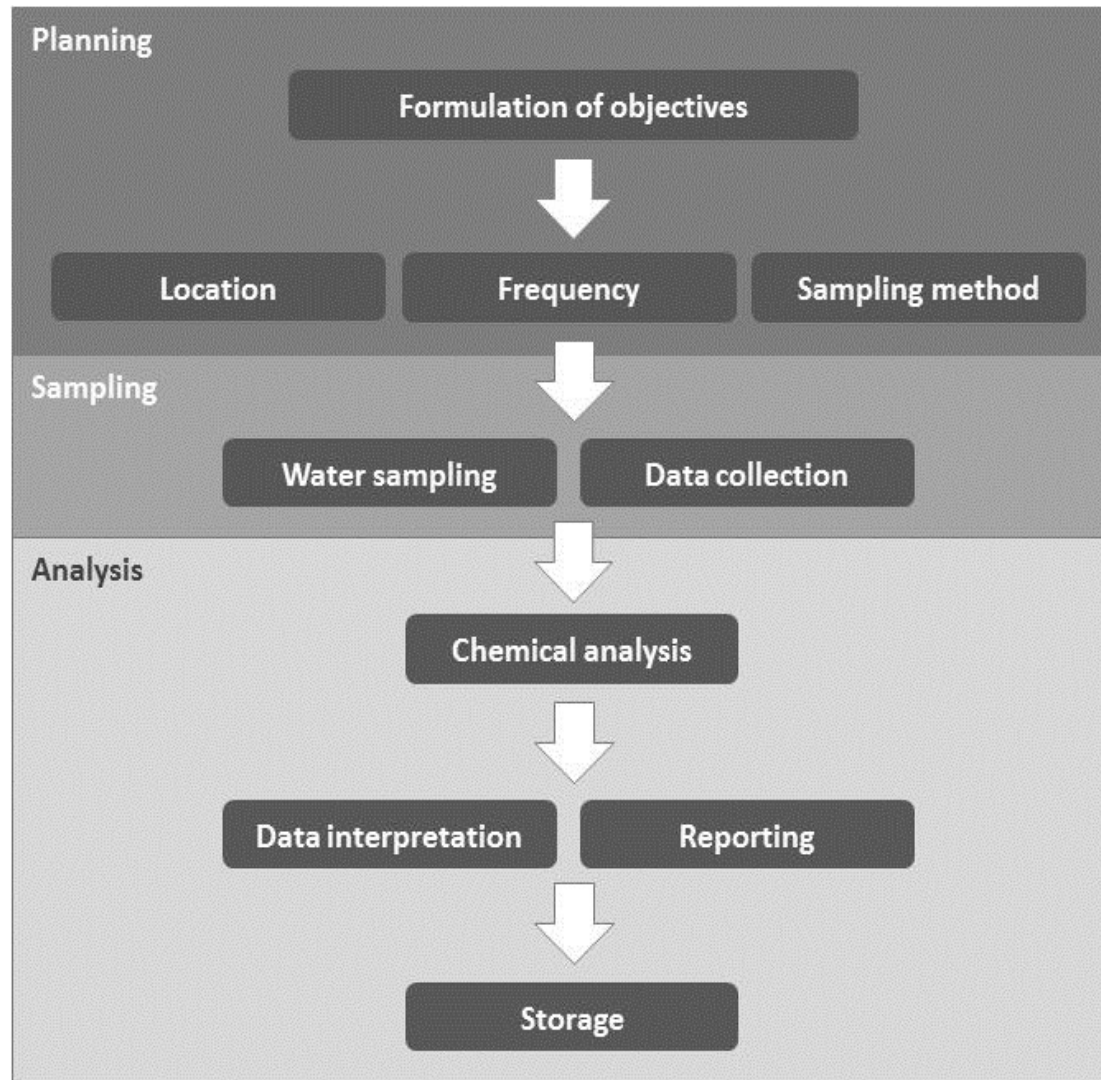 Planning
Formulation of objectives
Location
Frequency
Sampling method
Sampling
Water sampling
Data collection
Analysis
Chemical analysis
Data interpretation
Reporting
Storage